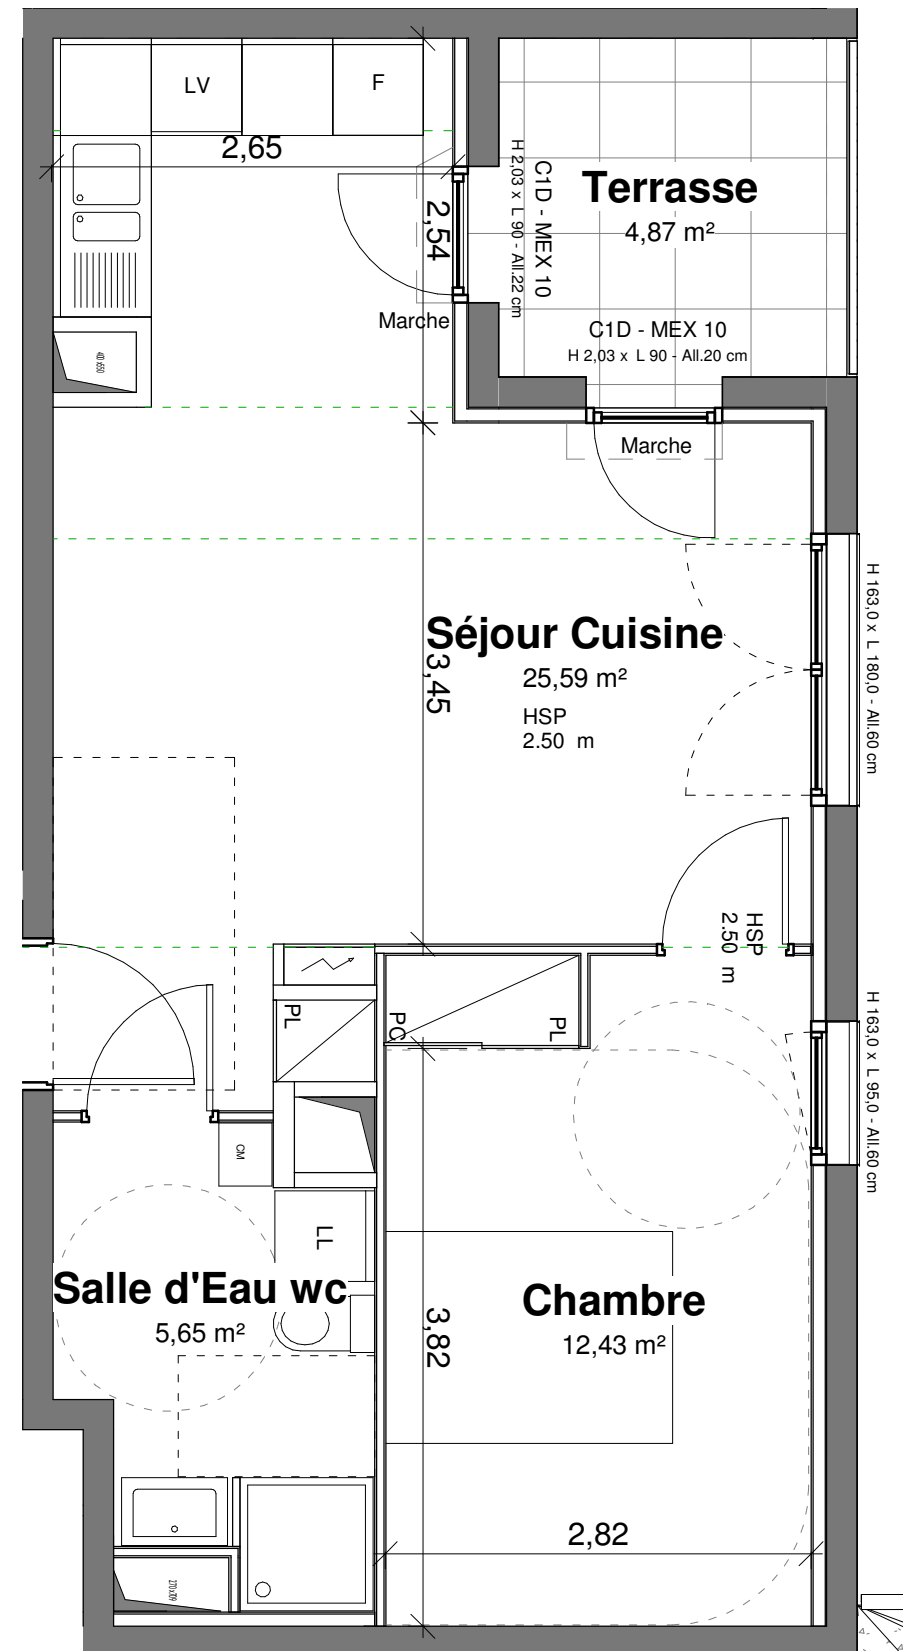 LV
F
2,65
Terrasse
4,87 m²
C1D - MEX 10
H 2,03 x L 90 - All.22 cm
2,54
Marche
C1D - MEX 10
H 2,03 x L 90 - All.20 cm
Marche
Séjour Cuisine
25,59 m²
HSP
2.50 m
3,45
H 163,0 x L 180,0 - All.60 cm
HSP
2.50 m
PL
PC
PL
H 163,0 x L 95,0 - All.60 cm
CM
LL
Salle d'Eau wc
5,65 m²
Chambre
12,43 m²
3,82
2,82